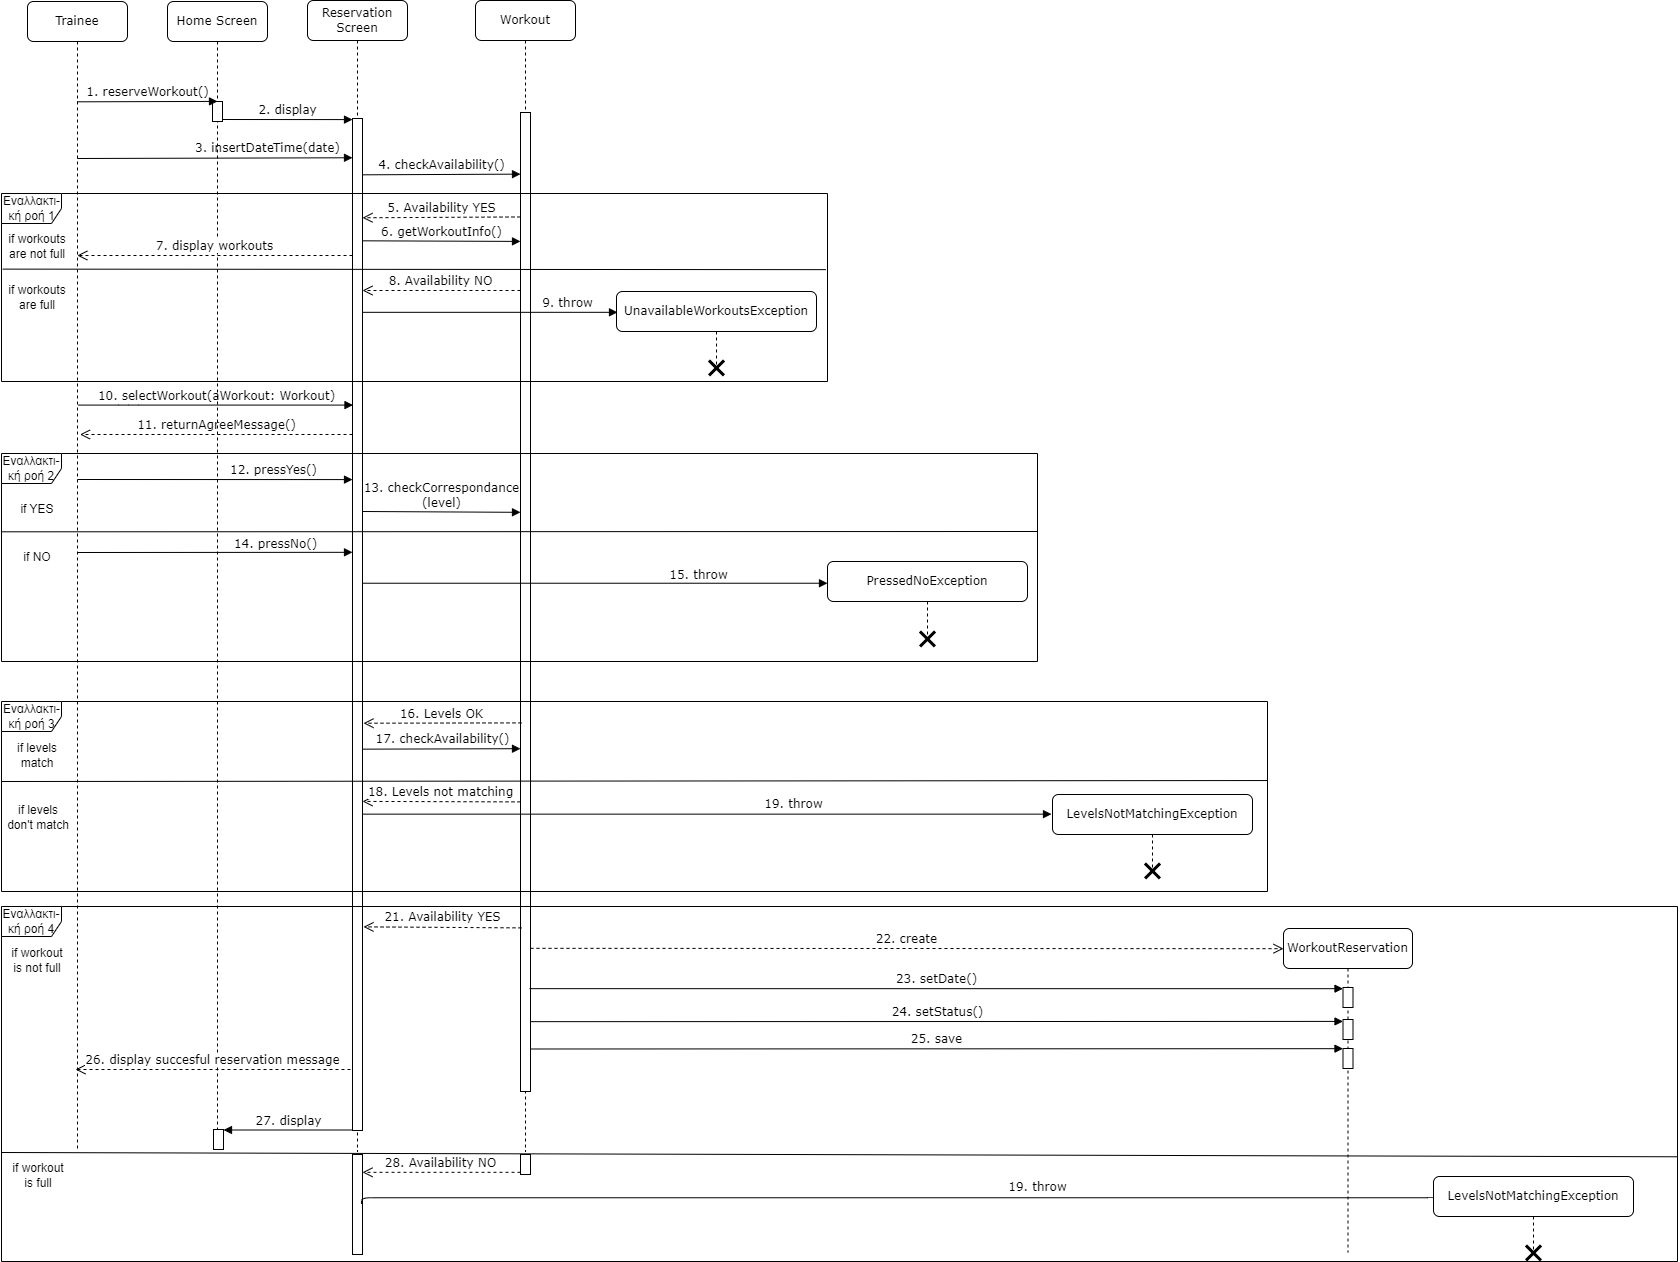 Trainee
Home Screen
Reservation
Screen
Workout
1. reserveWorkout()
2. display
3. insertDateTime(date)
4. checkAvailability()
Εναλλακτι-
κή ροή 1
5. Availability YES
6. getWorkoutInfo()
if workouts
are not full
7. display workouts
8. Availability NO
if workouts
are full
9. throw
UnavailableWorkoutsException
10. selectWorkout(aWorkout: Workout)
11. returnAgreeMessage()
Εναλλακτι-
κή ροή 2
12. pressYes()
13. checkCorrespondance
(level)
if YES
14. pressNo()
if NO
15. throw
PressedNoException
Εναλλακτι-
κή ροή 3
16. Levels OK
17. checkAvailability()
if levels
match
18. Levels not matching
19. throw
if levels
don't match
LevelsNotMatchingException
Εναλλακτι-
κή ροή 4
21. Availability YES
22. create
WorkoutReservation
if workout
is not full
23. setDate()
24. setStatus()
25. save
26. display succesful reservation message
27. display
28. Availability NO
if workout
is full
19. throw
LevelsNotMatchingException